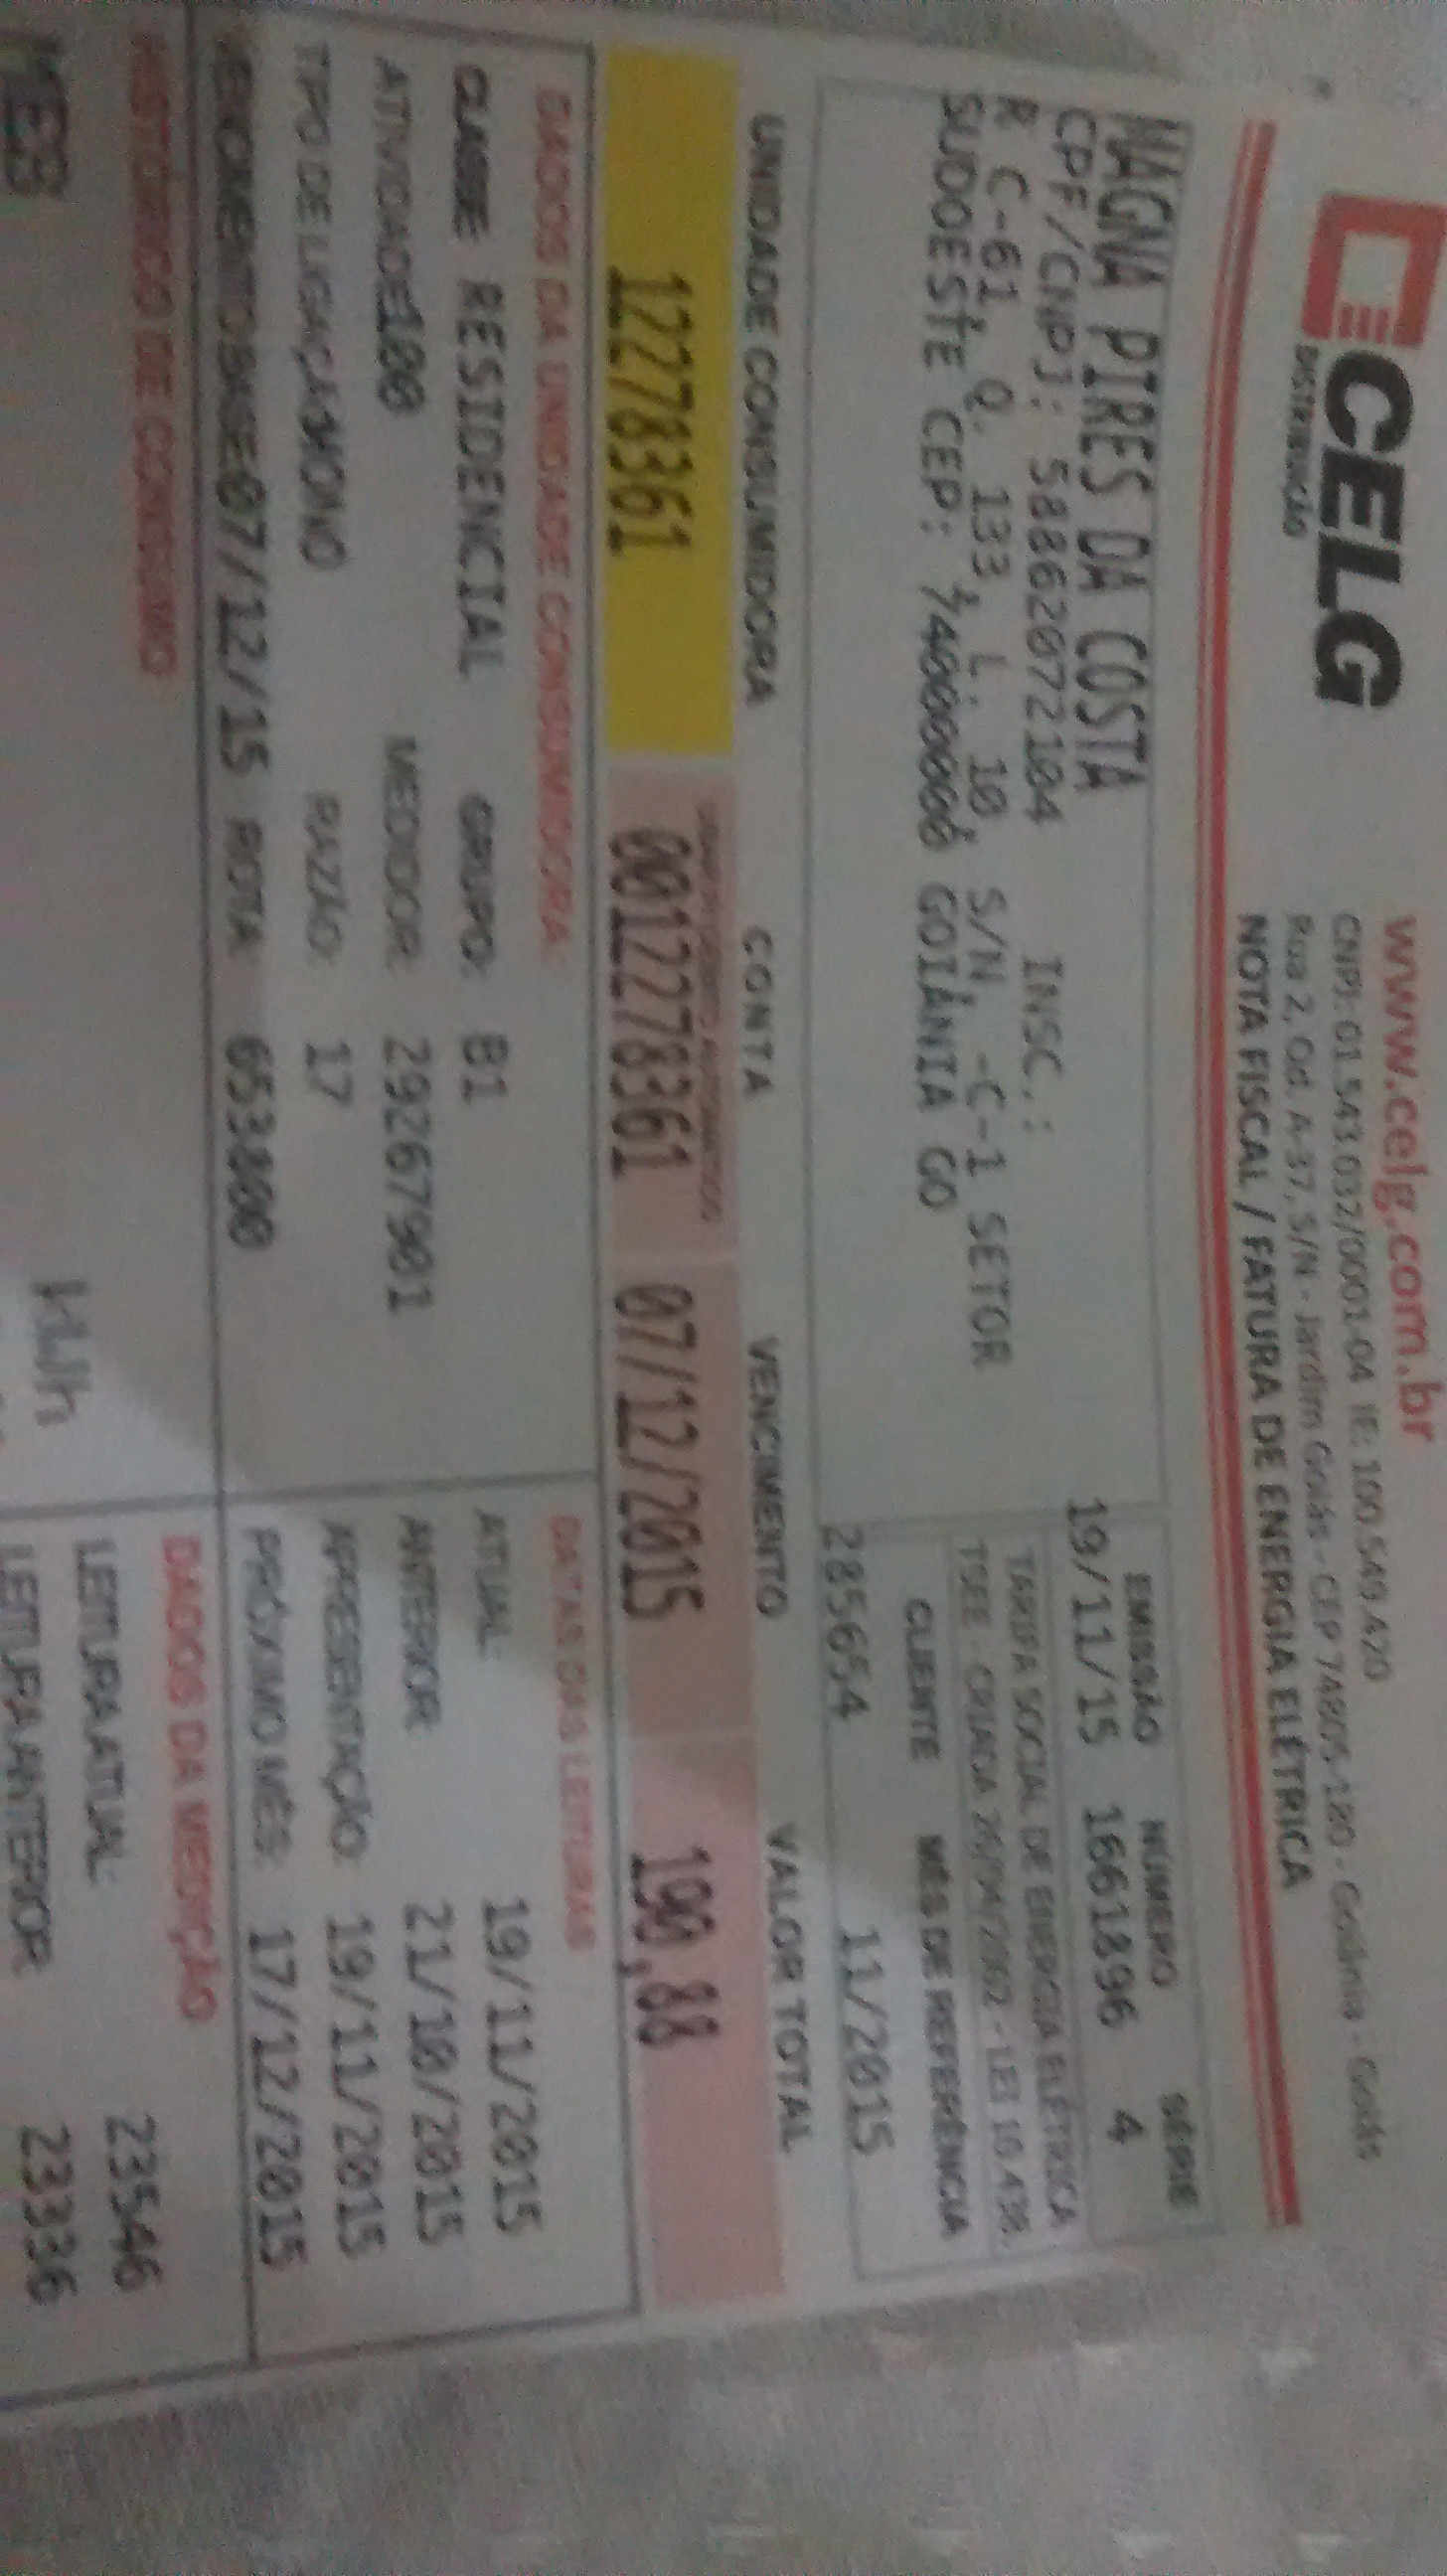 CELG
DISTRIBUIÇÃO
www.celg.com.br
CNPJ: 01.543.032/0001-04 IE: 100.549.420
Rua 2, Qd. A-37, S/N - Jardim Goiás - CEP 74805-180 - Goiânia - Goiás
NOTA FISCAL / FATURA DE ENERGIA ELÉTRICA
MAGNA PIRES DA COSTA
CPF/CNPJ: 58862072104 INSC.:
R C-61, Q. 133, L. 10, S/N, -C-1 SETOR
SUDOESTE CEP: 74000000 GOIÂNIA GO
EMISSÃO NÚMERO SÉRIE
19/11/15 1661896 4
TARIFA SOCIAL DE ENERGIA ELÉTRICA
TSEE - CRIADA 26/04/2002 - LEI 10.438.
CLIENTE MÊS DE REFERÊNCIA
285654 11/2015
UNIDADE CONSUMIDORA CONTA VENCIMENTO VALOR TOTAL
12278361 0012278361 07/12/2015 190,88
DADOS DA UNIDADE CONSUMIDORA
CLASSE RESIDENCIAL GRUPO: B1
ATIVIDADE 100 MEDIDOR: 29267901
TIPO DE LIGAÇÃO MONO RAZÃO: 17
VENCIMENTO BASE 07/12/15 ROTA 653800
DATAS DAS LEITURAS
ATUAL: 19/11/2015
ANTERIOR 21/10/2015
APRESENTAÇÃO: 19/11/2015
PRÓXIMO MÊS: 17/12/2015
HISTÓRICO DE CONSUMO
MES kWh
DADOS DA MEDIÇÃO
LEITURA ATUAL: 23546
LEITURA ANTERIOR 23336